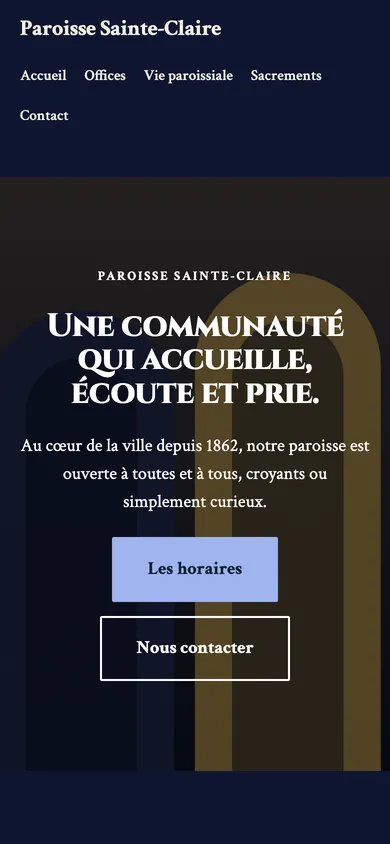 Paroisse Sainte-Claire
Accueil Offices Vie paroissiale Sacrements
Contact
PAROISSE SAINTE-CLAIRE
Une communauté
qui accueille,
écoute et prie.
Au cœur de la ville depuis 1862, notre paroisse est
ouverte à toutes et à tous, croyants ou
simplement curieux.
Les horaires
Nous contacter